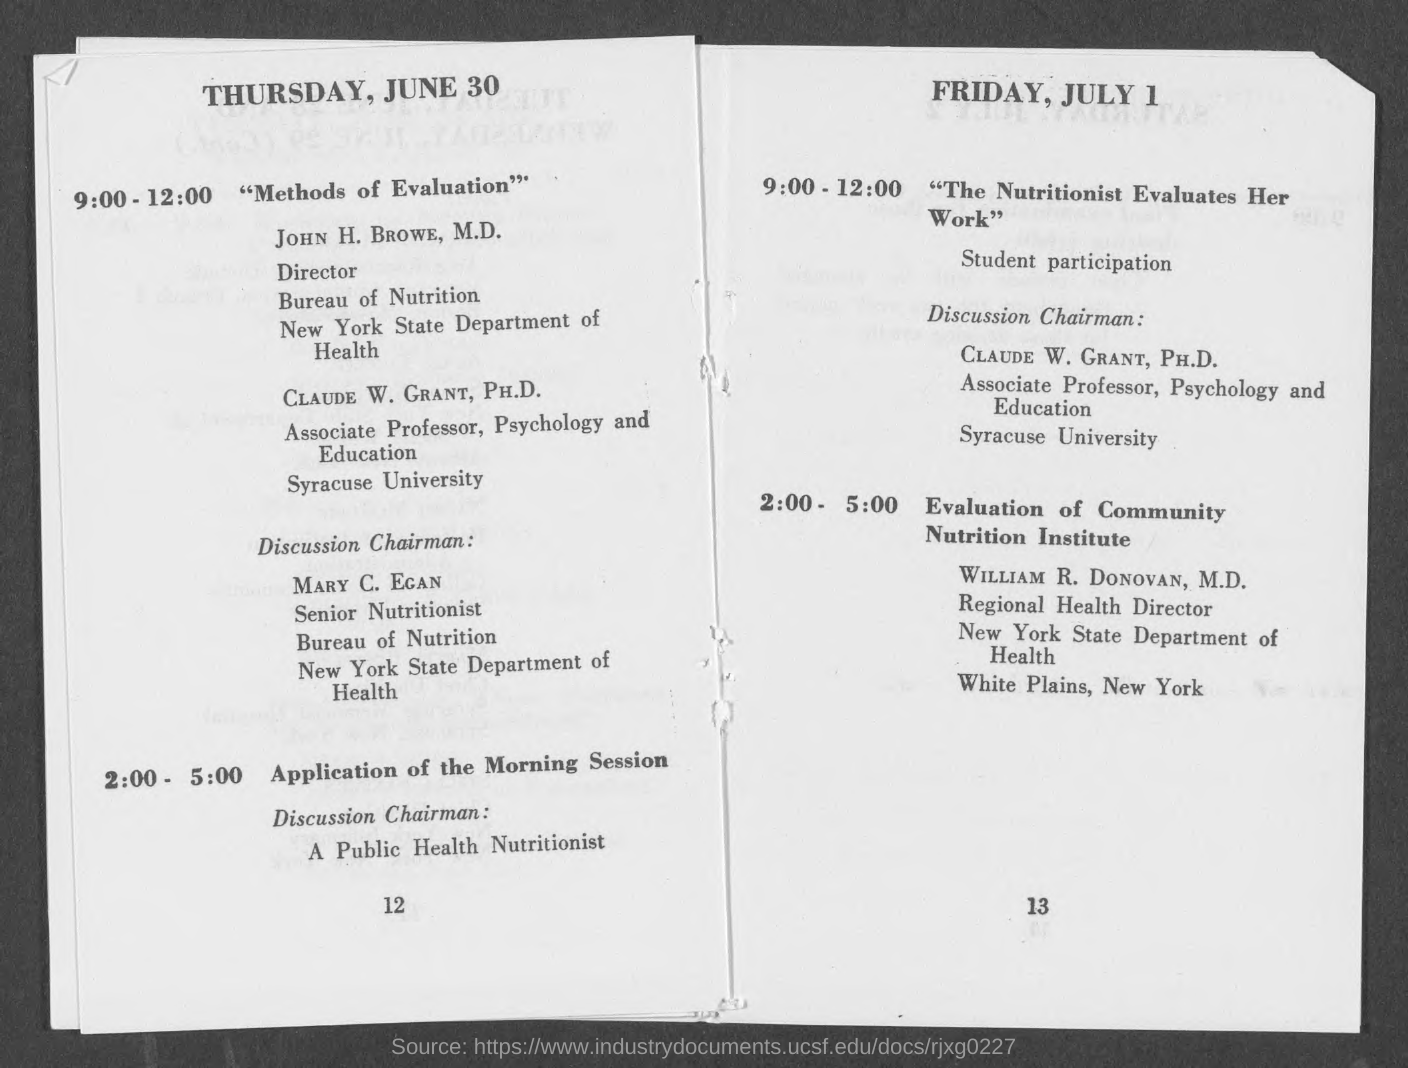 THURSDAY, JUNE 30
9:00 - 12:00 “Methods of Evaluation”
JOHN H. BROWE, M.D.
Director
Bureau of Nutrition
New York State Department of
Health
CLAUDE W. GRANT, PH.D.
Associate Professor, Psychology and
Education
Syracuse University
Discussion Chairman:
MARY C. EGAN
Senior Nutritionist
Bureau of Nutrition
New York State Department of
Health
2:00 - 5:00 Application of the Morning Session
Discussion Chairman:
A Public Health Nutritionist
12
FRIDAY, JULY 1
9:00 - 12:00 “The Nutritionist Evaluates Her
Work”
Student participation
Discussion Chairman:
CLAUDE W. GRANT, PH.D.
Associate Professor, Psychology and
Education
Syracuse University
2:00 - 5:00 Evaluation of Community
Nutrition Institute
WILLIAM R. DONOVAN, M.D.
Regional Health Director
New York State Department of
Health
White Plains, New York
13
Source: https://www.industrydocuments.ucsf.edu/docs/rjxg0227